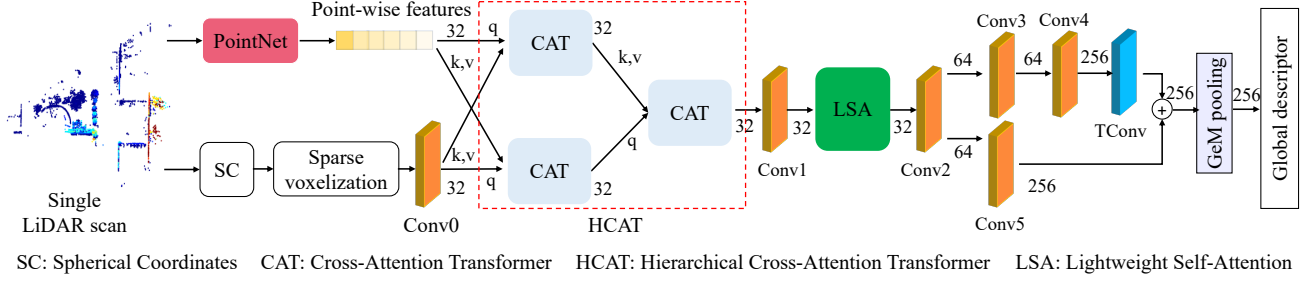 Point-wise features
PointNet
32
q
CAT
32
k,v
k,v
CAT
32
q
Single
LiDAR scan
SC
Sparse
voxelization
k,v
32
Conv0
q
CAT
32
HCAT
Conv1
32
LSA
32
Conv2
64
Conv3
64
Conv4
256
TConv
64
Conv5
256
+
256
GeM pooling
256
Global descriptor
SC: Spherical Coordinates CAT: Cross-Attention Transformer HCAT: Hierarchical Cross-Attention Transformer LSA: Lightweight Self-Attention